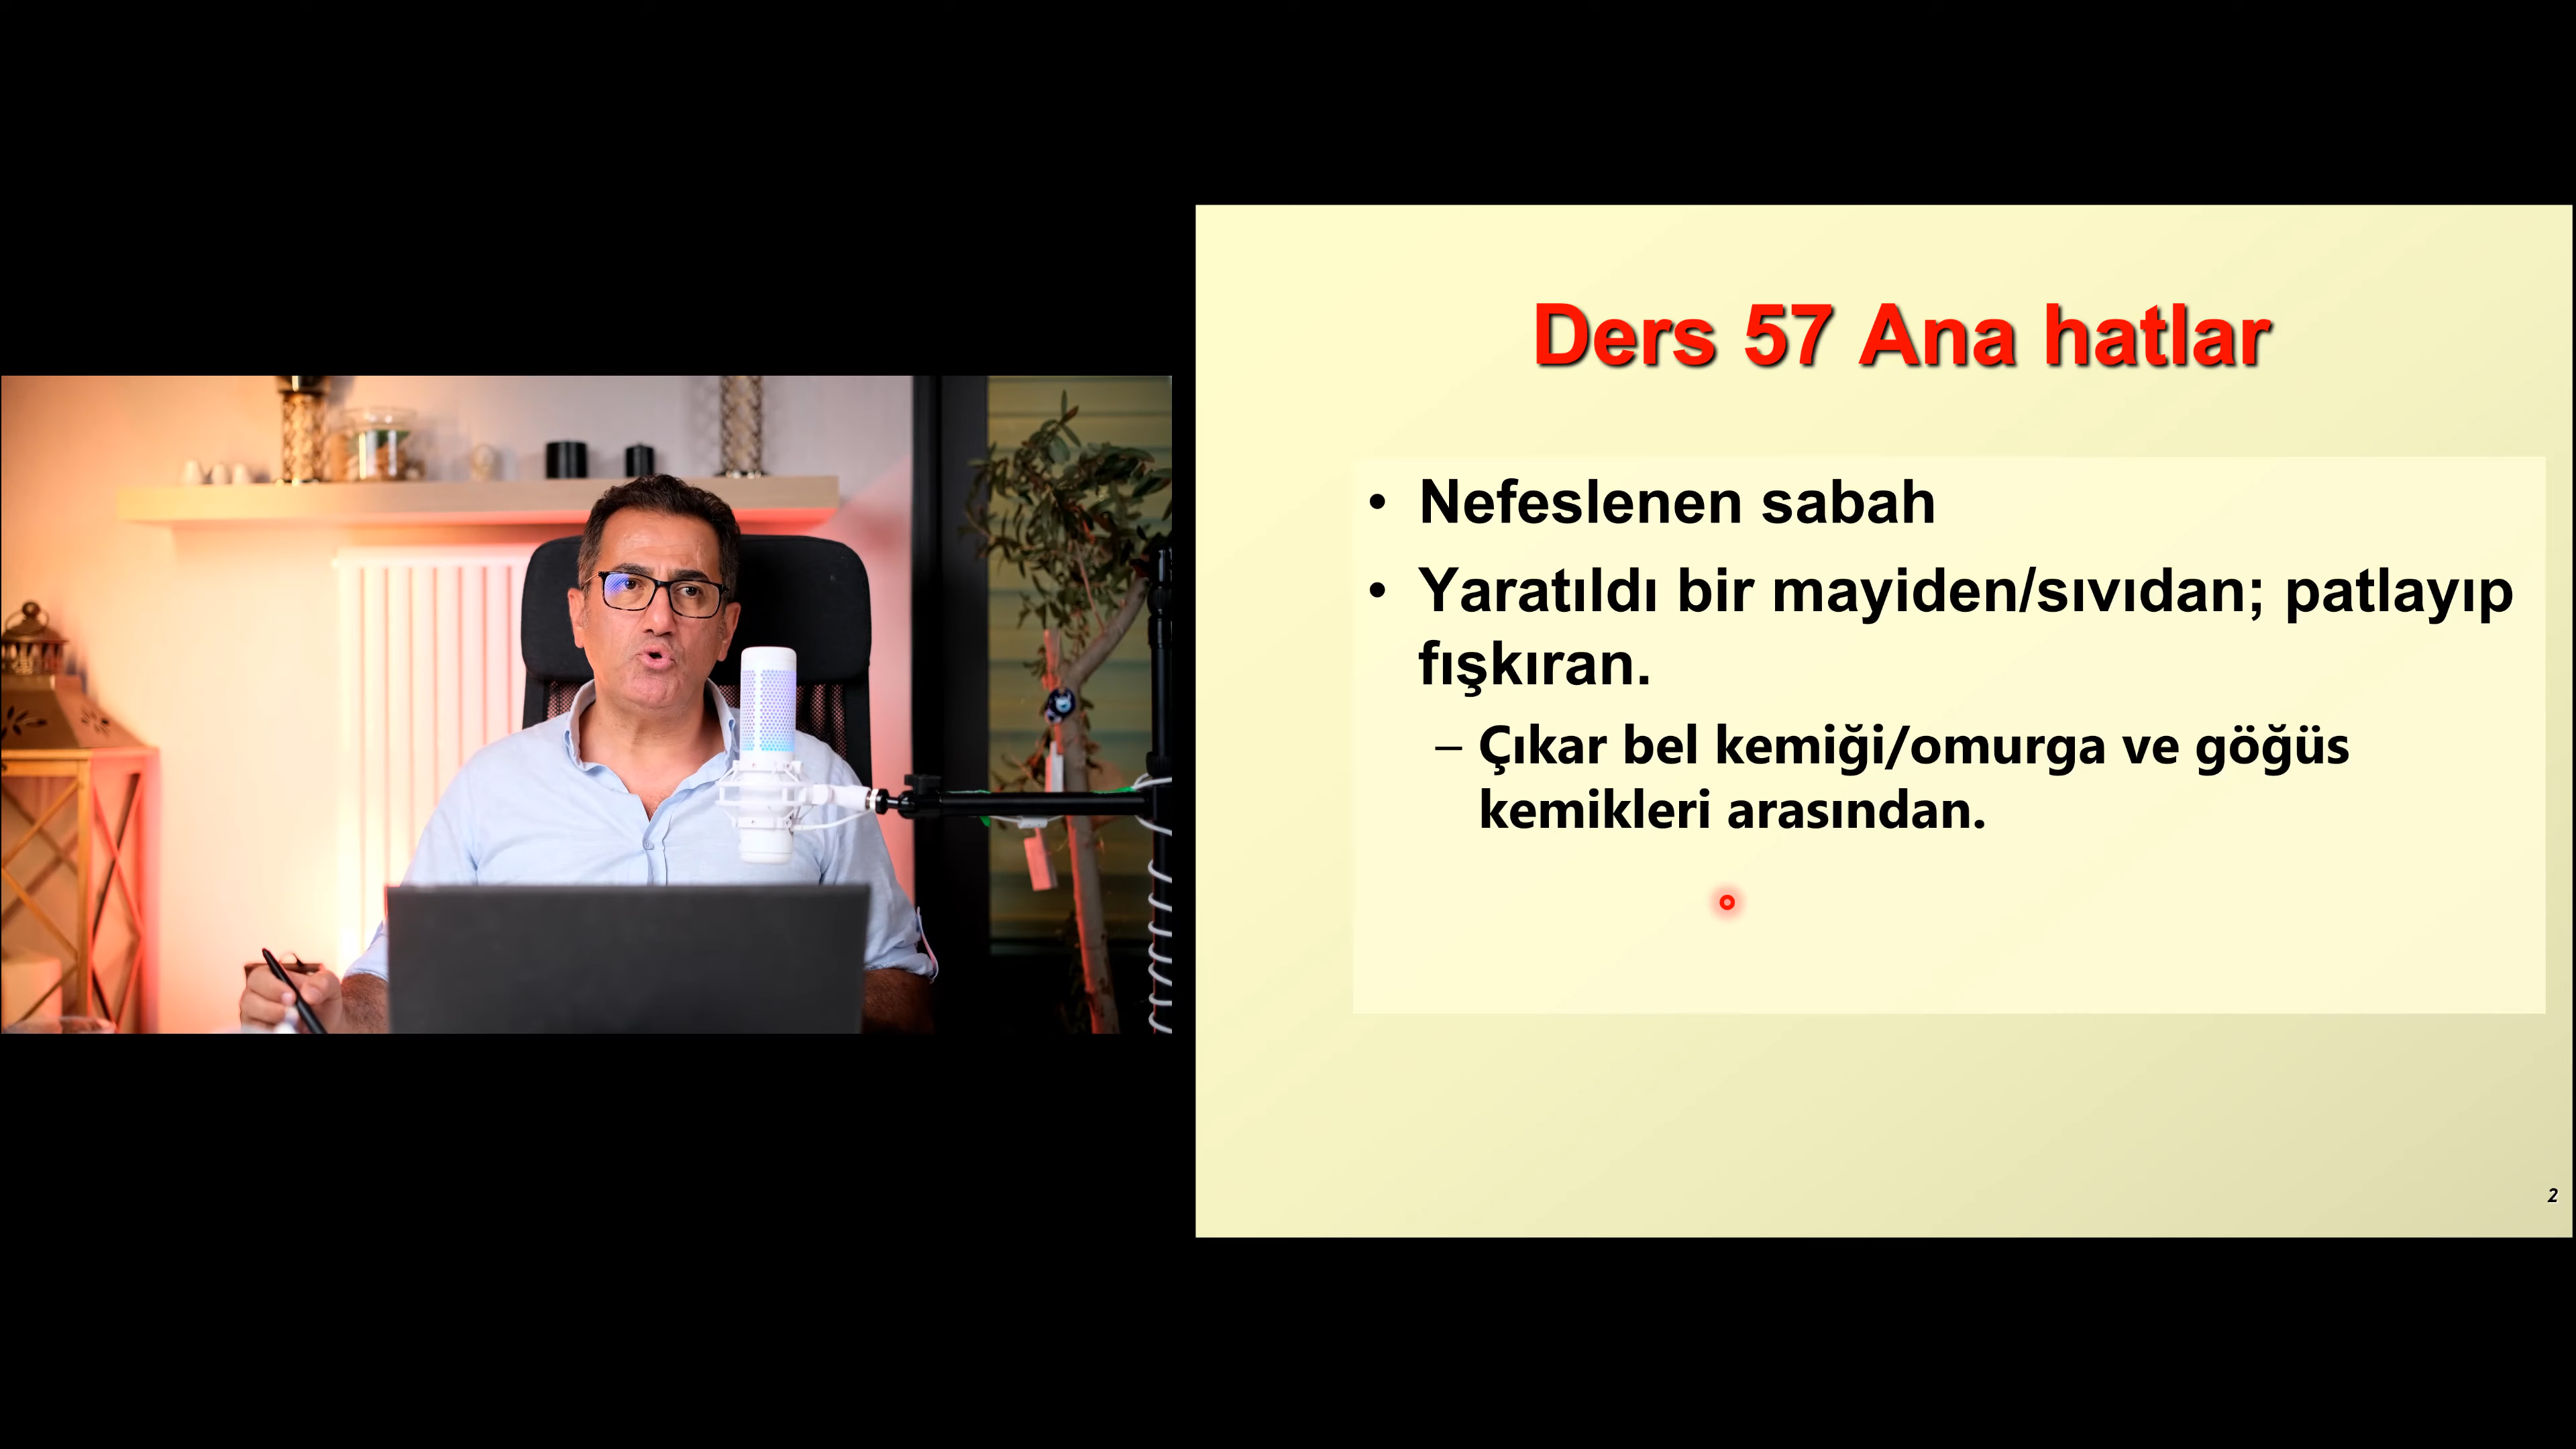 Ders 57 Ana hatlar
• Nefeslenen sabah
• Yaratıldı bir mayiden/sıvıdan; patlayıp
fışkıran.
– Çıkar bel kemiği/omurga ve göğüs
kemikleri arasından.
2